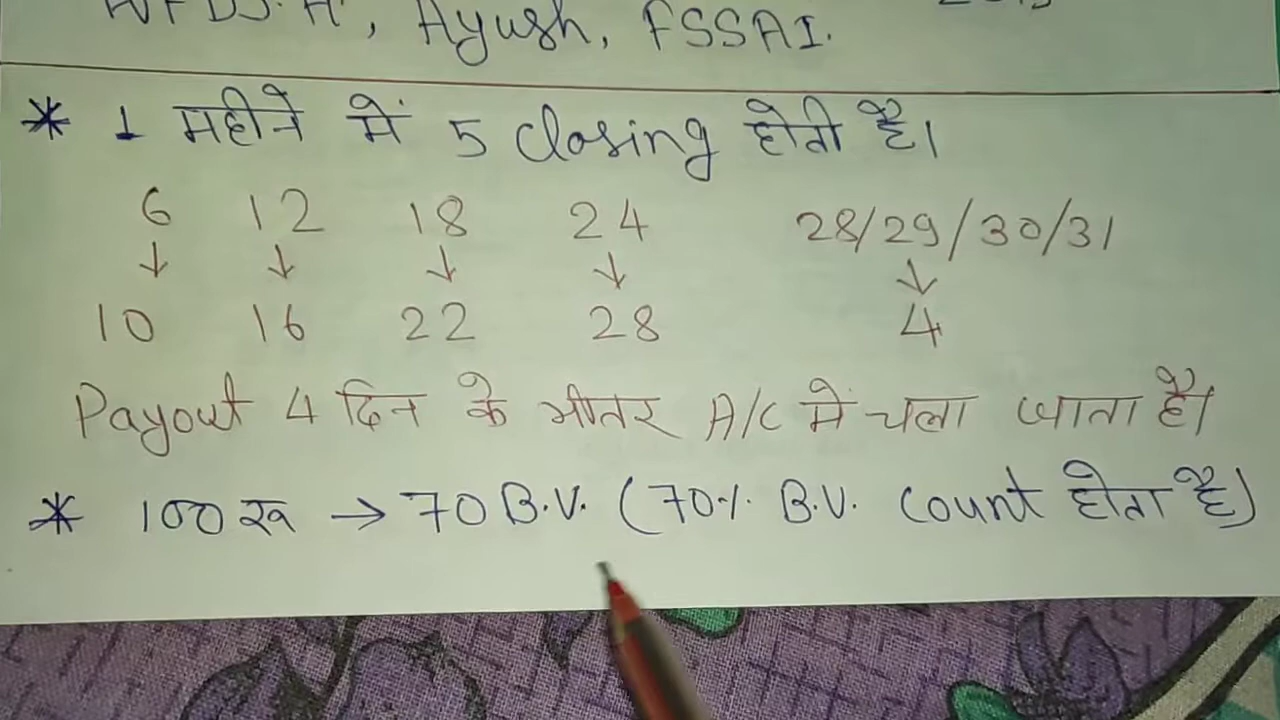 , Ayush, FSSAI.
* 1 महीने में 5 Closing होती है।
6 12 18 24 28/29/30/31
↓ ↓ ↓ ↓ ↓
10 16 22 28 4
Payout 4 दिन के भीतर A/C मे चला जाता है।
* 100 रू → 70 B.V. (70% B.V. Count होता है)